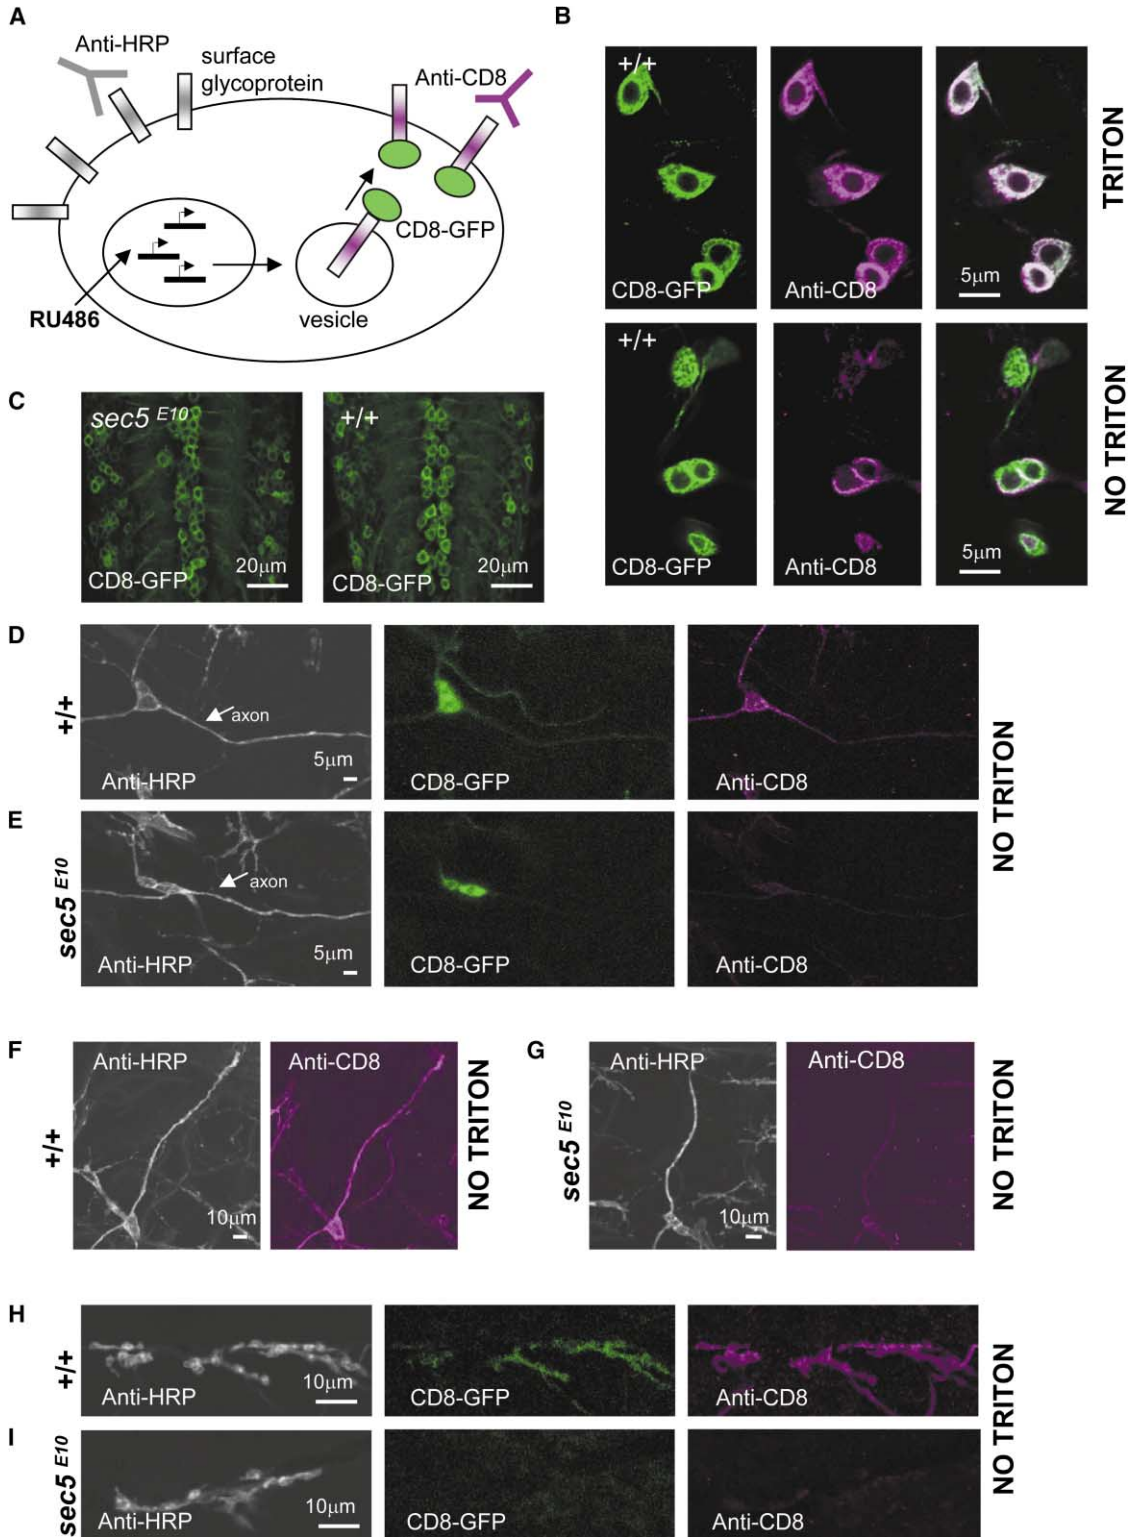 A
Anti-HRP
surface
glycoprotein
Anti-CD8
CD8-GFP
RU486
vesicle
B
+/+
CD8-GFP
Anti-CD8
5μm
TRITON
+/+
CD8-GFP
Anti-CD8
5μm
NO TRITON
C
sec5 E10
CD8-GFP
20μm
+/+
CD8-GFP
20μm
D
+/+
axon
5μm
Anti-HRP
CD8-GFP
Anti-CD8
E
sec5 E10
axon
5μm
Anti-HRP
CD8-GFP
Anti-CD8
NO TRITON
F
+/+
Anti-HRP
10μm
Anti-CD8
NO TRITON
G
sec5 E10
Anti-HRP
10μm
Anti-CD8
NO TRITON
H
+/+
Anti-HRP
10μm
CD8-GFP
Anti-CD8
I
sec5 E10
Anti-HRP
10μm
CD8-GFP
Anti-CD8
NO TRITON